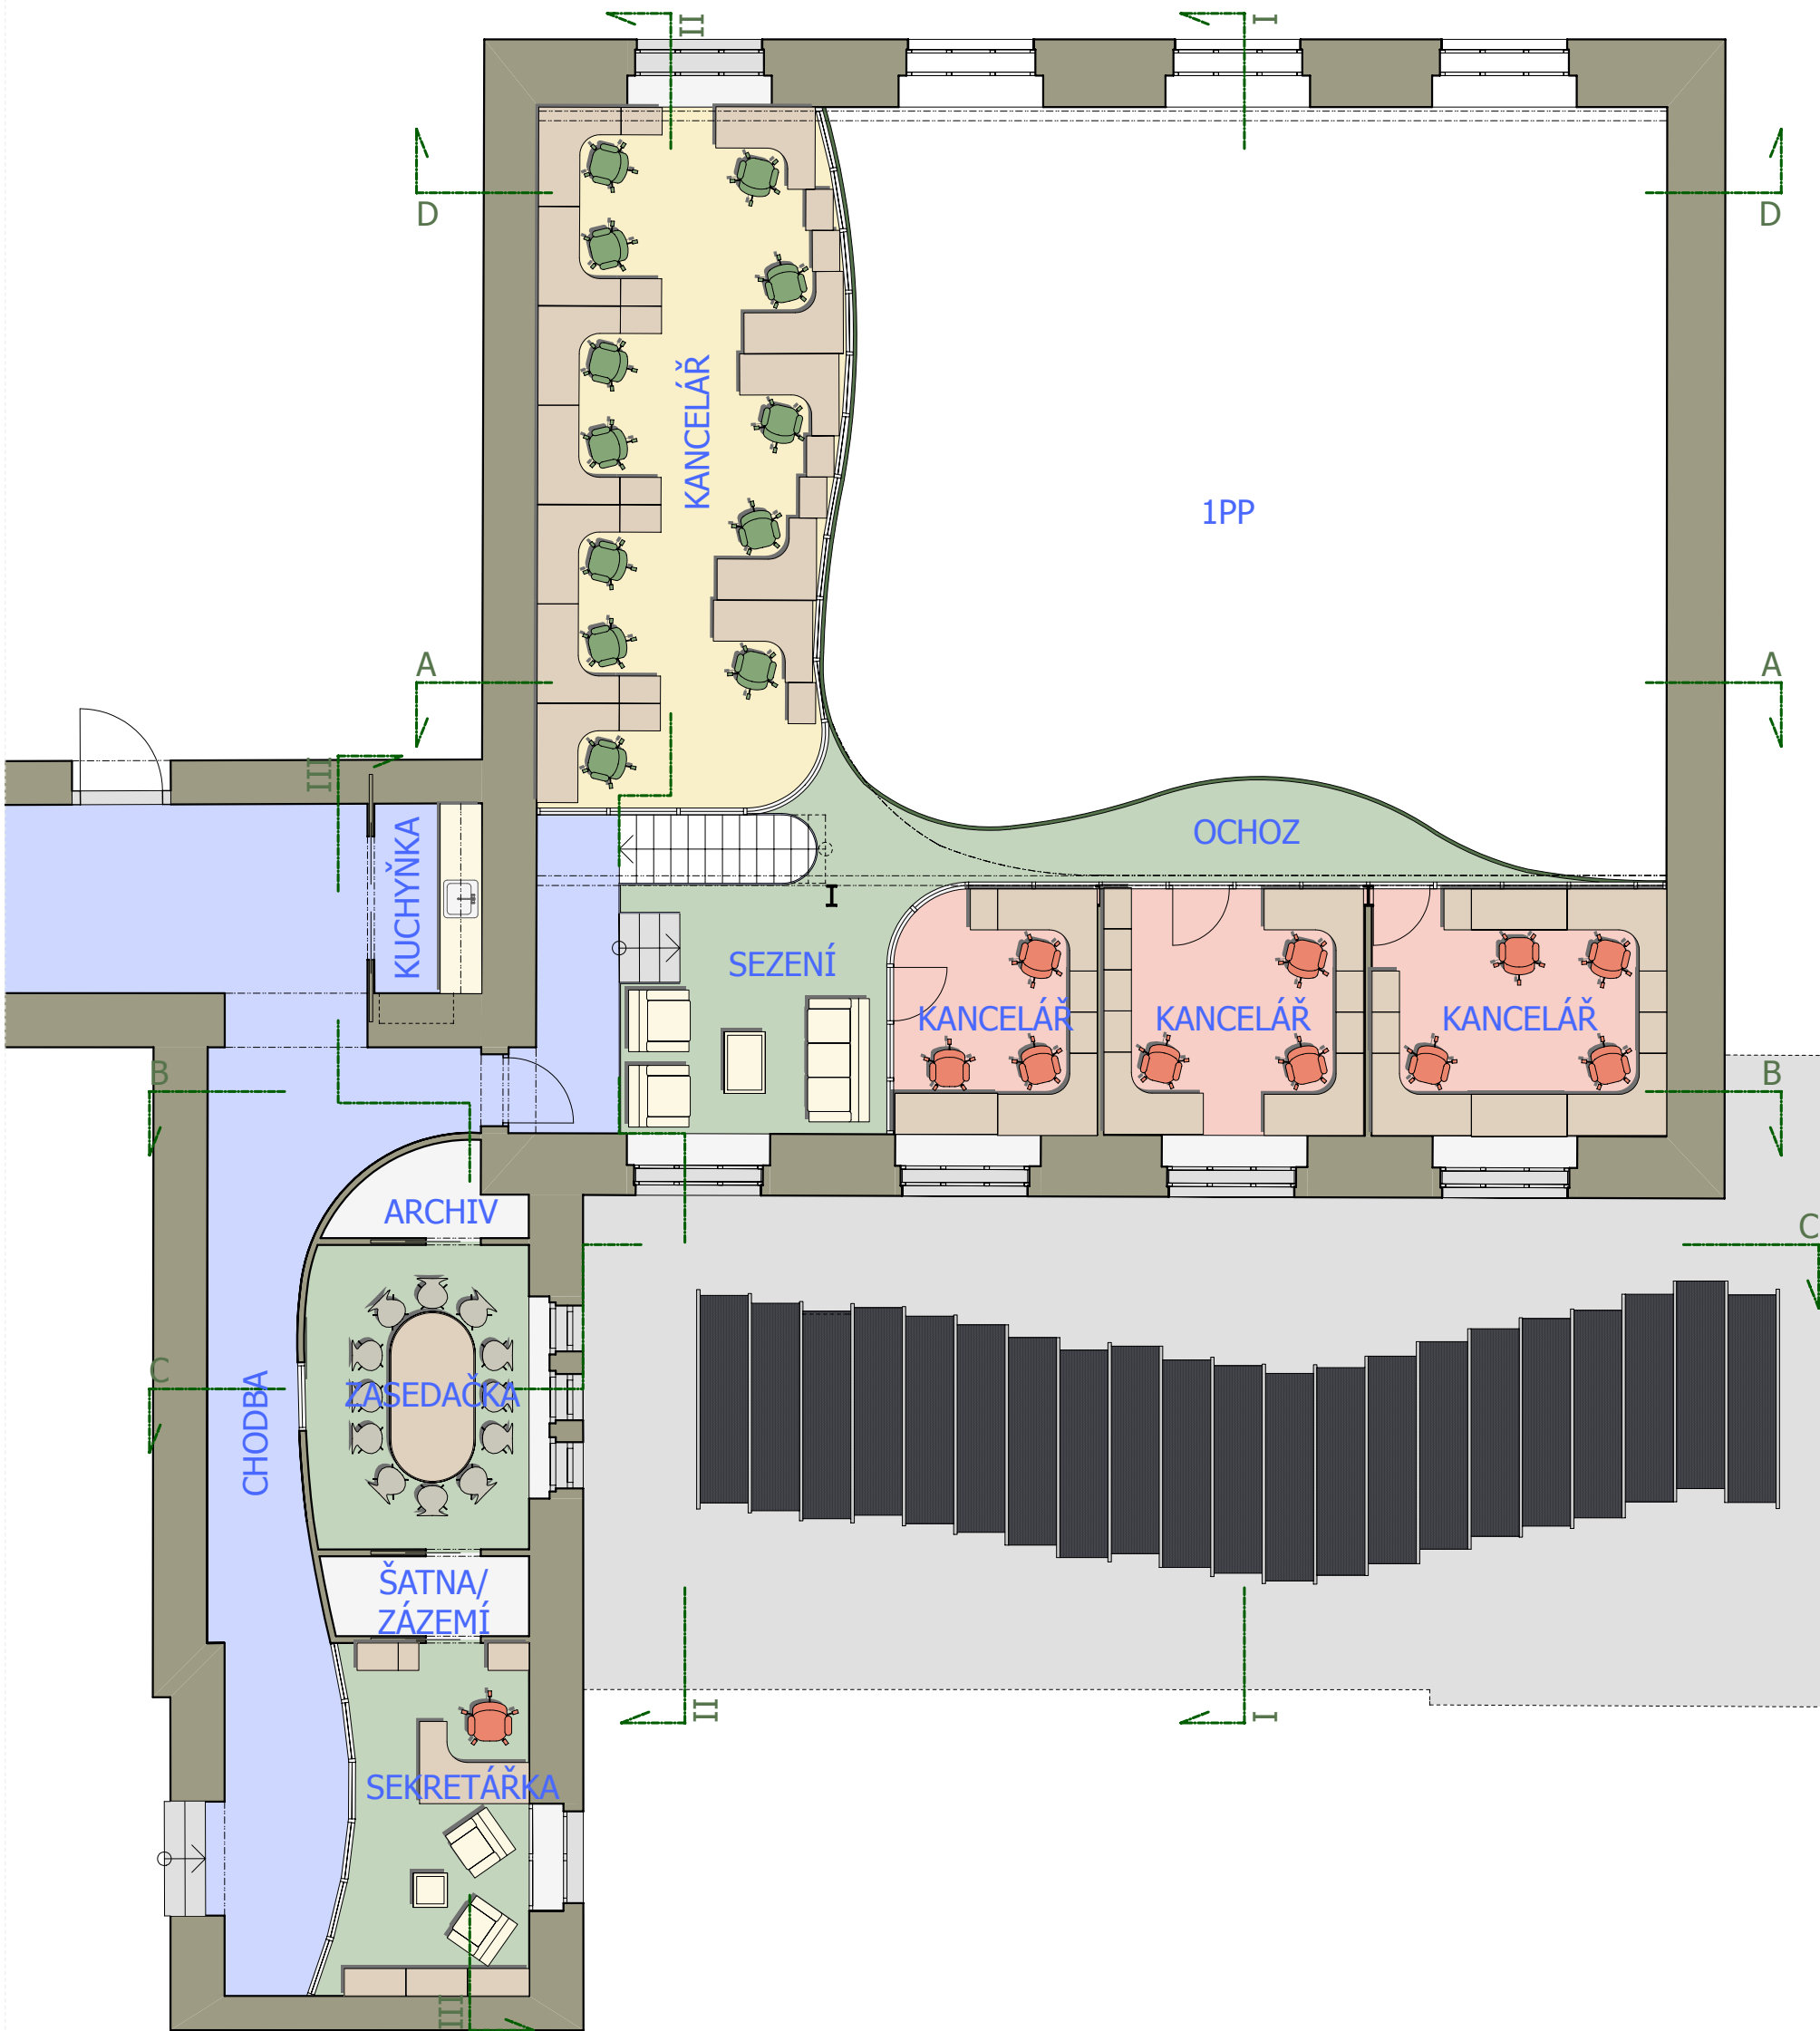 II
I
D
D
KANCELÁŘ
1PP
A
A
III
KUCHYŇKA
OCHOZ
I
SEZENÍ
KANCELÁŘ
KANCELÁŘ
KANCELÁŘ
B
B
ARCHIV
C
C
ZASEDAČKA
CHODBA
ŠATNA/
ZÁZEMÍ
II
I
SEKRETÁŘKA
III